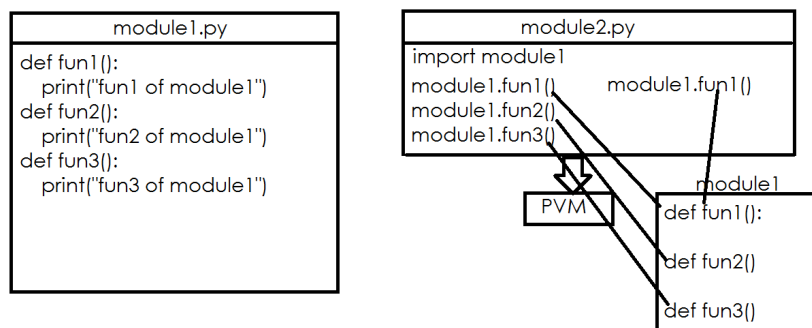 module1.py
def fun1():
print("fun1 of module1")
def fun2():
print("fun2 of module1")
def fun3():
print("fun3 of module1")
module2.py
import module1
module1.fun1() module1.fun1()
module1.fun2()
module1.fun3()
PVM
module1
def fun1():
def fun2()
def fun3()